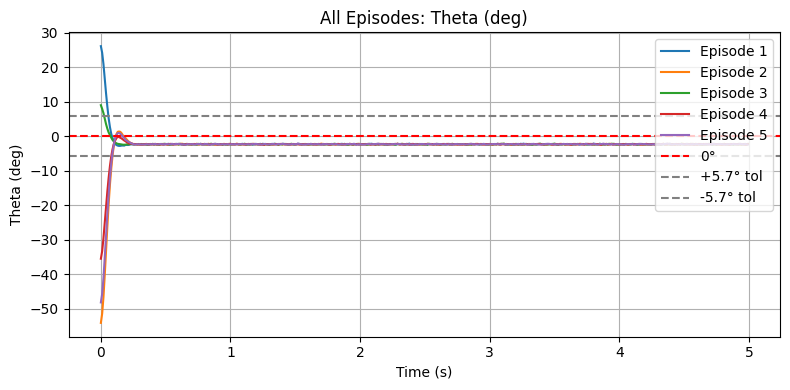 All Episodes: Theta (deg)
Theta (deg)
30
20
10
0
−10
−20
−30
−40
−50
0
1
2
3
4
5
Time (s)
Episode 1
Episode 2
Episode 3
Episode 4
Episode 5
0°
+5.7° tol
-5.7° tol